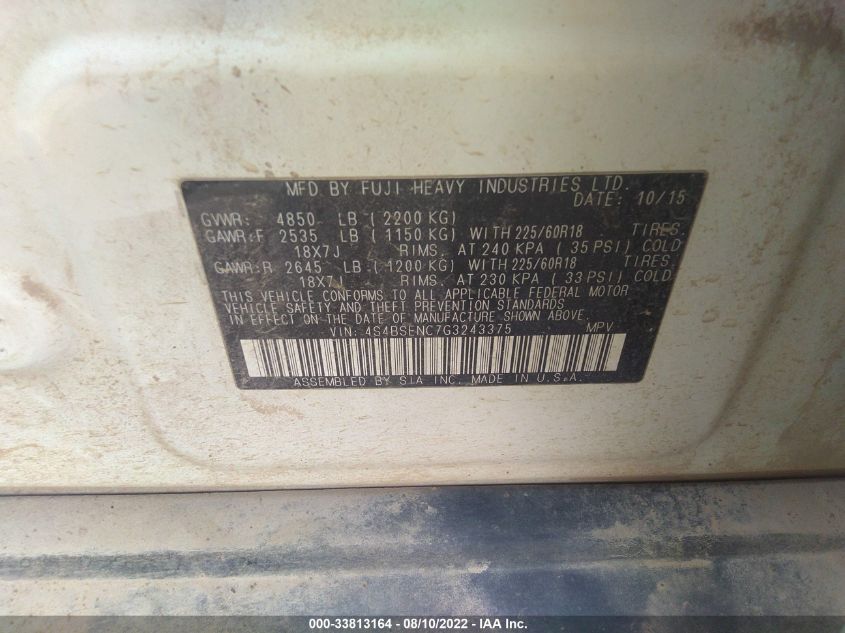 MFD BY FUJI HEAVY INDUSTRIES LTD.
DATE: 10/15
GVWR: 4850 LB (2200 KG)
GAWR:F 2535 LB (1150 KG) WITH 225/60R18 TIRES.
18X7J RIMS. AT 240 KPA (35 PSI) COLD
GAWR:R 2645 LB (1200 KG) WITH 225/60R18 TIRES.
18X7J RIMS. AT 230 KPA (33 PSI) COLD.
THIS VEHICLE CONFORMS TO ALL APPLICABLE FEDERAL MOTOR
VEHICLE SAFETY AND THEFT PREVENTION STANDARDS
IN EFFECT ON THE DATE OF MANUFACTURE SHOWN ABOVE.
VIN: 4S4BSENC7G3243375 MPV
ASSEMBLED BY SIA INC. MADE IN U.S.A.
000-33813164 - 08/10/2022 - IAA Inc.